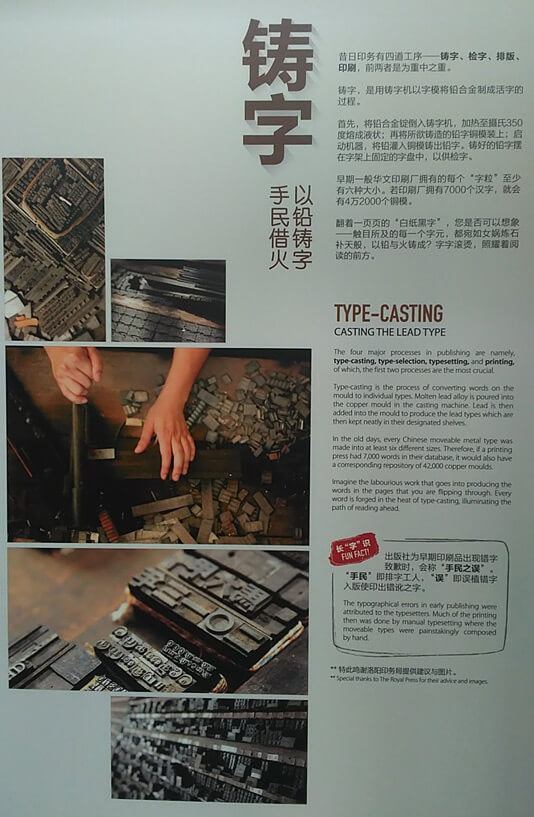 铸字
以铅铸字
手民借火
昔日印务有四道工序——铸字、检字、排版、
印刷，前两者是为重中之重。
铸字，是用铸字机以字模将铅合金制成活字的
过程。
首先，将铅合金锭倒入铸字机，加热至摄氏350
度熔成液状；再将所欲铸造的铅字铜模装上；启
动机器，将铅灌入铜模铸出铅字。铸好的铅字摆
在字架上固定的字盘中，以供检字。
早期一般华文印刷厂拥有的每个“字粒”至少
有六种大小。若印刷厂拥有7000个汉字，就会
有4万2000个铜模。
翻着一页页的“白纸黑字”，您是否可以想象
——触目所及的每一个字元，都宛如女娲炼石
补天般，以铅与火铸成？字字滚烫，照耀着阅
读的前方。
TYPE-CASTING
CASTING THE LEAD TYPE
The four major processes in publishing are namely,
type-casting, type-selection, typesetting, and printing,
of which, the first two processes are the most crucial.
Type-casting is the process of converting words on the
mould to individual types. Molten lead alloy is poured into
the copper mould in the casting machine. Lead is then
added into the mould to produce the lead types which are
then kept neatly in their designated shelves.
In the old days, every Chinese moveable metal type was
made into at least six different sizes. Therefore, if a printing
press had 7,000 words in their database, it would also have
a corresponding repository of 42,000 copper moulds.
Imagine the labourious work that goes into producing the
words in the pages that you are flipping through. Every
word is forged in the heat of type-casting, illuminating the
path of reading ahead.
长“字”识
FUN FACT!
出版社为早期印刷品出现错字
致歉时，会称“手民之误”。
“手民”即排字工人，“误”即误植错字
入版使印出错讹之字。
The typographical errors in early publishing were
attributed to the typesetters. Much of the printing
then was done by manual typesetting where the
moveable types were painstakingly composed
by hand.
** 特此鸣谢洛阳印务局提供建议与图片。
** Special thanks to The Royal Press for their advice and images.